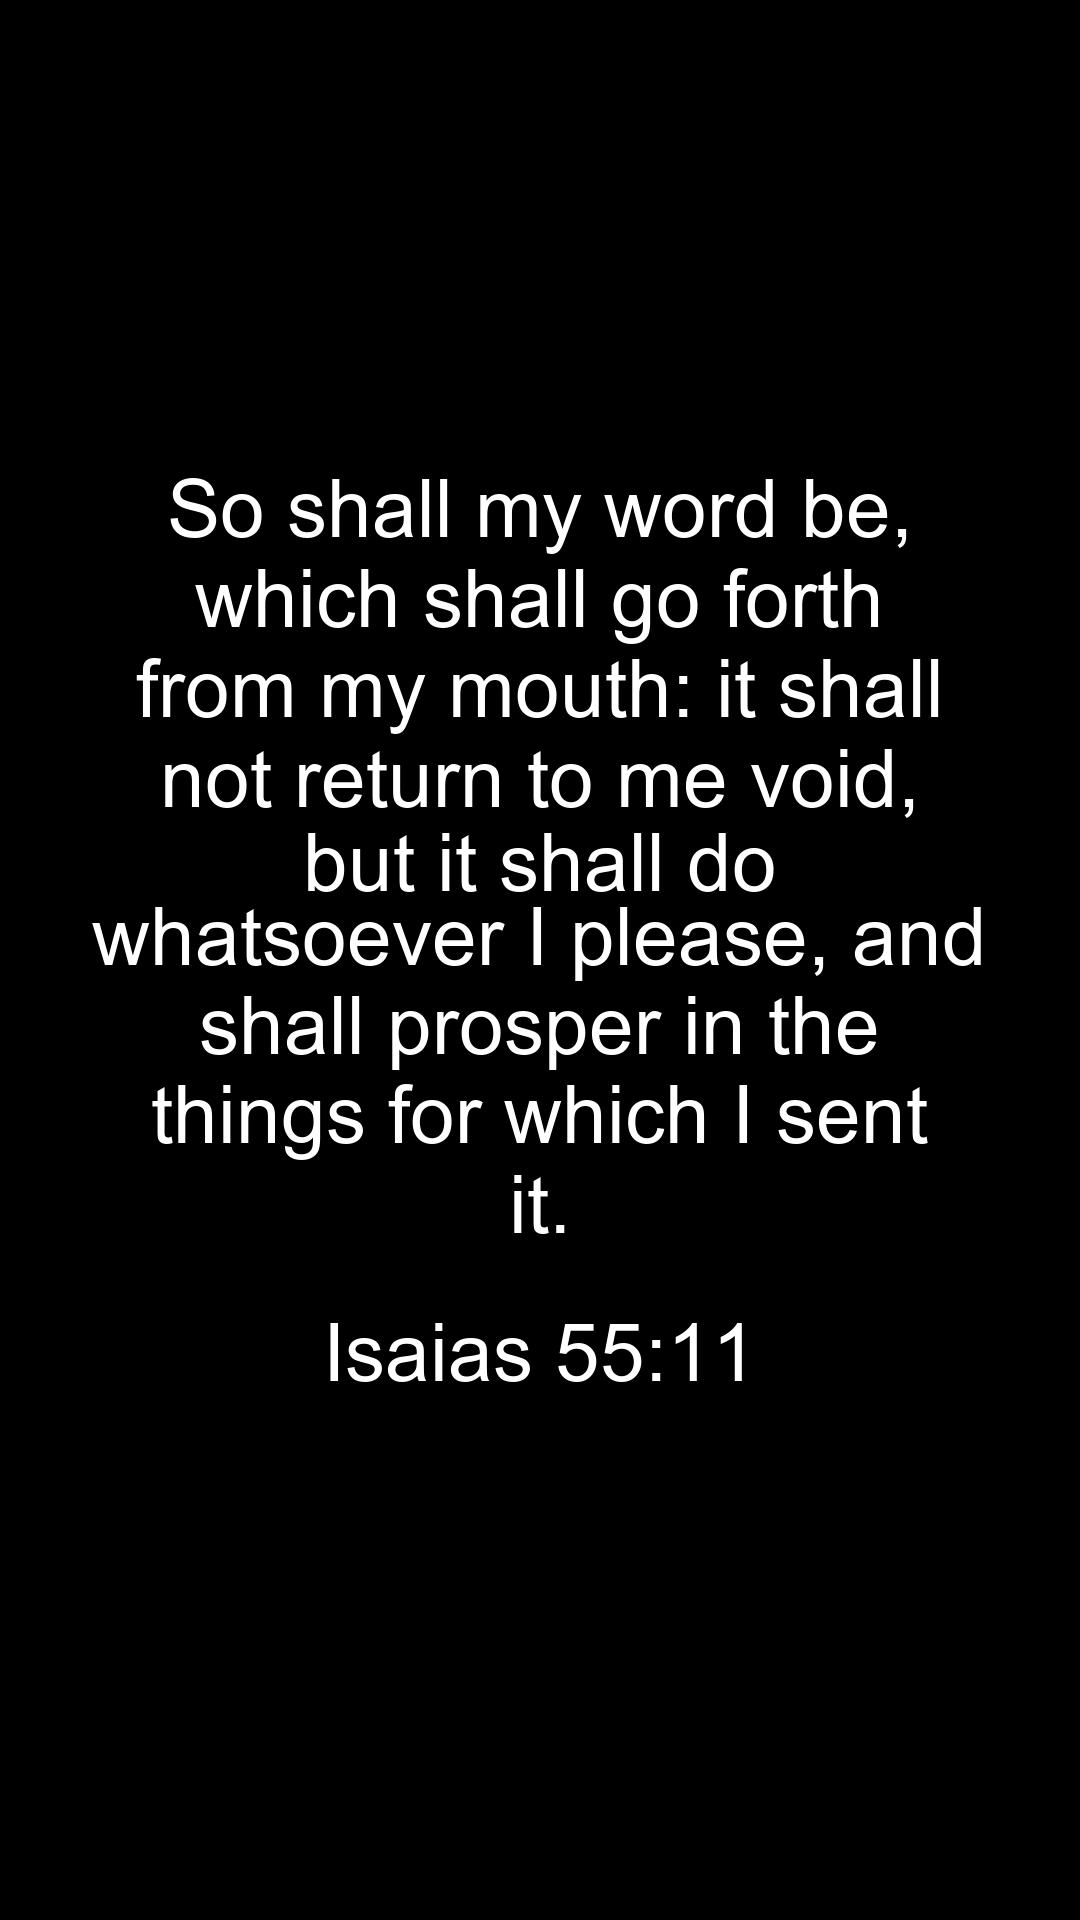 So shall my word be,
which shall go forth
from my mouth: it shall
not return to me void,
but it shall do
whatsoever I please, and
shall prosper in the
things for which I sent
it.
Isaias 55:11